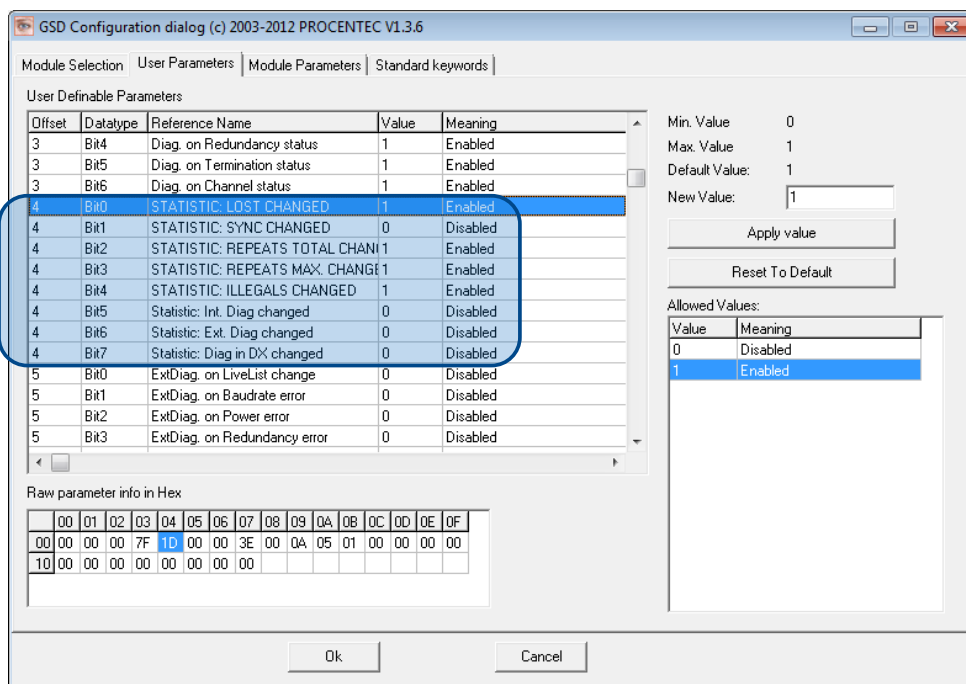 GSD Configuration dialog (c) 2003-2012 PROCENTEC V1.3.6
Module Selection User Parameters Module Parameters Standard keywords
User Definable Parameters
Offset Datatype Reference Name Value Meaning
3 Bit4 Diag. on Redundancy status 1 Enabled
3 Bit5 Diag. on Termination status 1 Enabled
3 Bit6 Diag. on Channel status 1 Enabled
4 Bit0 STATISTIC: LOST CHANGED 1 Enabled
4 Bit1 STATISTIC: SYNC CHANGED 0 Disabled
4 Bit2 STATISTIC: REPEATS TOTAL CHAN( 1 Enabled
4 Bit3 STATISTIC: REPEATS MAX. CHANGE 1 Enabled
4 Bit4 STATISTIC: ILLEGALS CHANGED 1 Enabled
4 Bit5 Statistic: Int. Diag changed 0 Disabled
4 Bit6 Statistic: Ext. Diag changed 0 Disabled
4 Bit7 Statistic: Diag in DX changed 0 Disabled
5 Bit0 ExtDiag. on LiveList change 0 Disabled
5 Bit1 ExtDiag. on Baudrate error 0 Disabled
5 Bit2 ExtDiag. on Power error 0 Disabled
5 Bit3 ExtDiag. on Redundancy error 0 Disabled
Min. Value 0
Max. Value 1
Default Value: 1
New Value: 1
Apply value
Reset To Default
Allowed Values:
Value Meaning
0 Disabled
1 Enabled
Raw parameter info in Hex
00 01 02 03 04 05 06 07 08 09 0A 0B 0C 0D 0E 0F
00 00 00 00 7F 1D 00 00 3E 00 0A 05 01 00 00 00 00
10 00 00 00 00 00 00 00 00
Ok Cancel